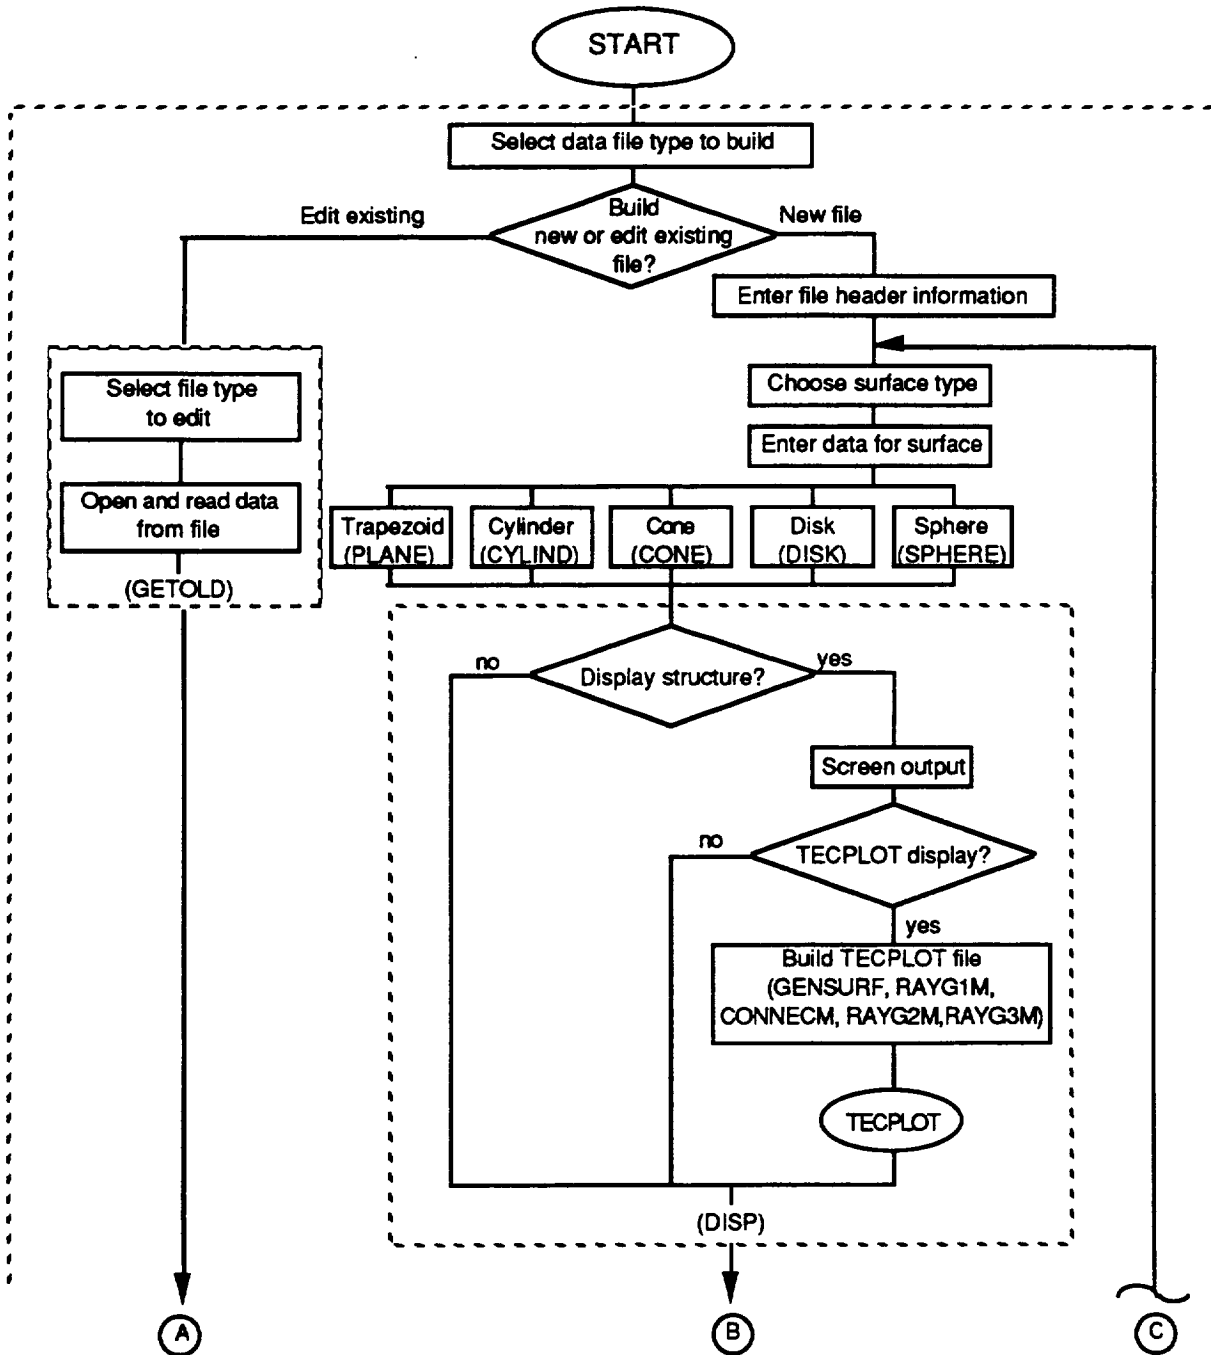 START
Select data file type to build
Edit existing
Build
new or edit existing
file?
New file
Enter file header information
Select file type
to edit
Choose surface type
Enter data for surface
Open and read data
from file
(GETOLD)
Trapezoid
(PLANE)
Cylinder
(CYLIND)
Cone
(CONE)
Disk
(DISK)
Sphere
(SPHERE)
no
Display structure?
yes
Screen output
no
TECPLOT display?
yes
Build TECPLOT file
(GENSURF, RAYG1M,
CONNECM, RAYG2M,RAYG3M)
TECPLOT
(DISP)
A
B
C